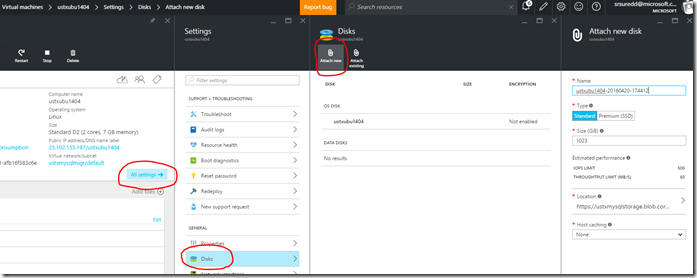 Virtual machines > ustxubu1404 > Settings > Disks > Attach new disk
Report bug
Search resources
srsuredd@microsoft.c...
MICROSOFT
Restart
Stop
Delete
Computer name
ustxubu1404
Operating system
Linux
Size
Standard D2 (2 cores, 7 GB memory)
Public IP address/DNS name label
23.102.155.197/ustxubu1404
Virtual network/subnet
ustxmysqlmigr/default
onsumption
1-afb16f583c6e
All settings →
Add tiles
Edit
Settings
ustxubu1404
Filter settings
SUPPORT + TROUBLESHOOTING
Troubleshoot
Audit logs
Resource health
Boot diagnostics
Reset password
Redeploy
New support request
GENERAL
Properties
Disks
Disks
ustxubu1404
Attach new
Attach existing
DISK SIZE ENCRYPTION
OS DISK
ustxubu1404 Not enabled
DATA DISKS
No results
Attach new disk
ustxubu1404
* Name
ustxubu1404-20160420-174412
* Type
Standard Premium (SSD)
* Size (GB)
1023
Estimated performance
IOPS LIMIT 500
THROUGHPUT LIMIT (MB/S) 60
* Location
https://ustxmysqlstorage.blob.cor...
* Host caching
None